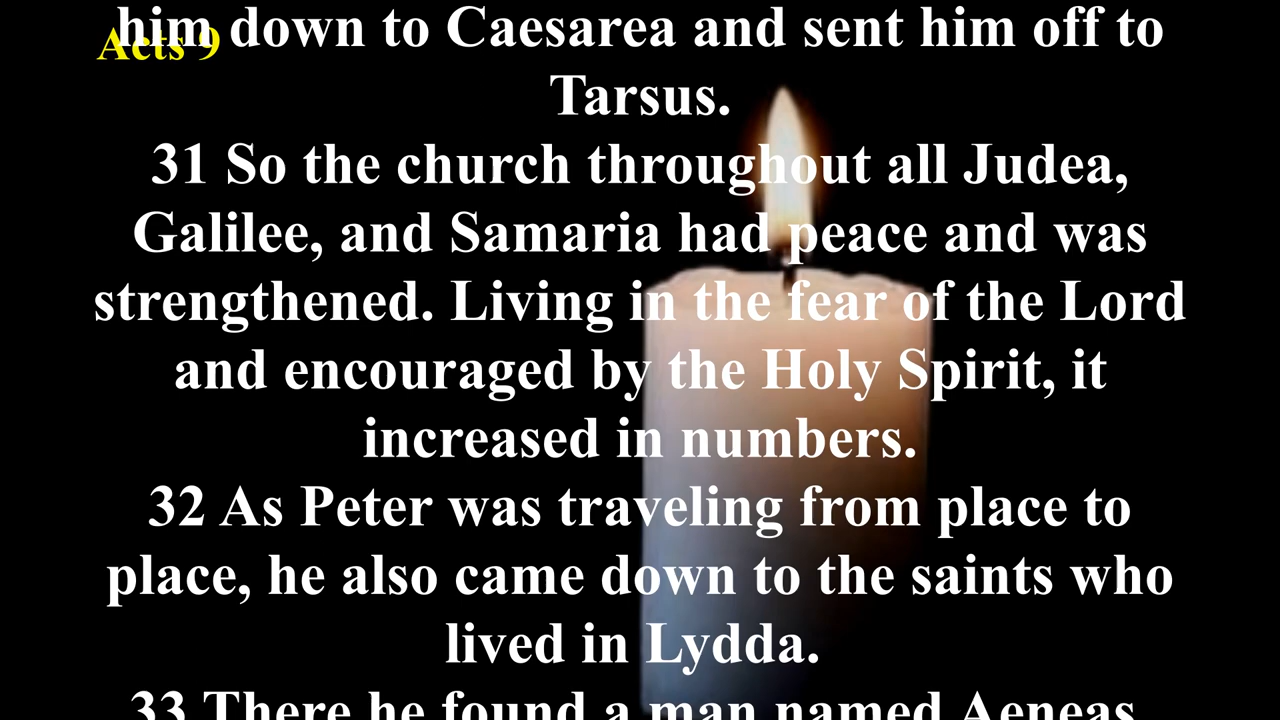 him down to Caesarea and sent him off to
Acts 9
Tarsus.
31 So the church throughout all Judea,
Galilee, and Samaria had peace and was
strengthened. Living in the fear of the Lord
and encouraged by the Holy Spirit, it
increased in numbers.
32 As Peter was traveling from place to
place, he also came down to the saints who
lived in Lydda.
33 There he found a man named Aeneas,